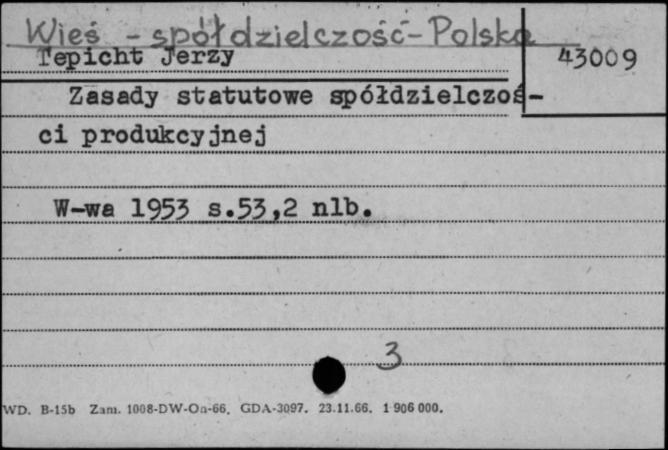 Wieś - spółdzielczość - Polska
Tepicht Jerzy
43009
Zasady statutowe spółdzielczoś-
ci produkcyjnej
W-wa 1953 s.53,2 nlb.
3
WD. B-15b Zam. 1008-DW-On-66. GDA-3097. 23.11.66. 1 906 000.